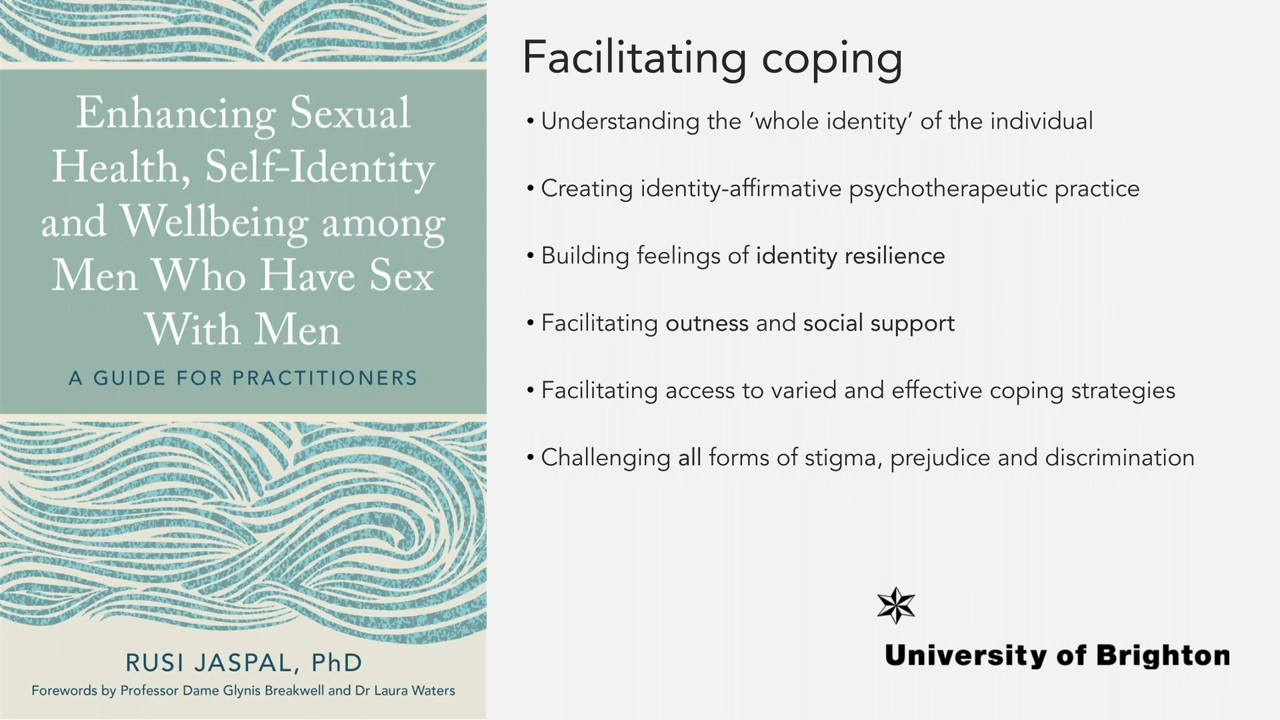 Enhancing Sexual
Health, Self-Identity
and Wellbeing among
Men Who Have Sex
With Men
A GUIDE FOR PRACTITIONERS
RUSI JASPAL, PhD
Forewords by Professor Dame Glynis Breakwell and Dr Laura Waters
Facilitating coping
• Understanding the ‘whole identity’ of the individual
• Creating identity-affirmative psychotherapeutic practice
• Building feelings of identity resilience
• Facilitating outness and social support
• Facilitating access to varied and effective coping strategies
• Challenging all forms of stigma, prejudice and discrimination
University of Brighton